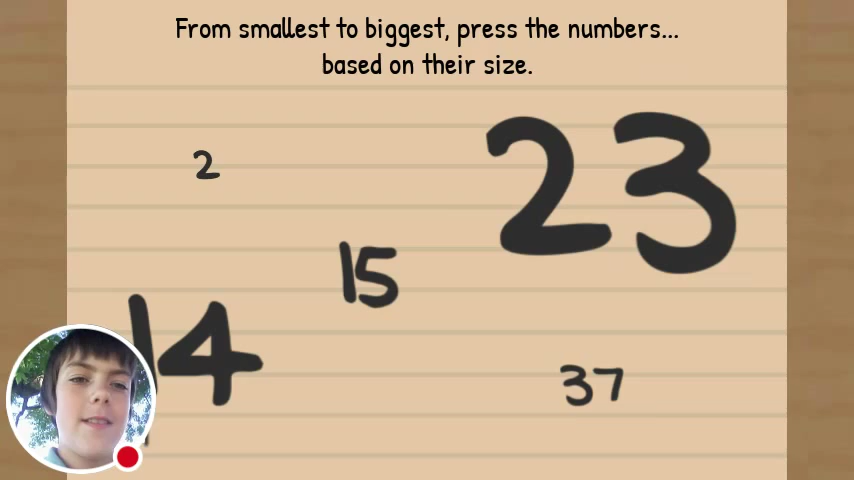 From smallest to biggest, press the numbers...
based on their size.
2
23
15
14
37